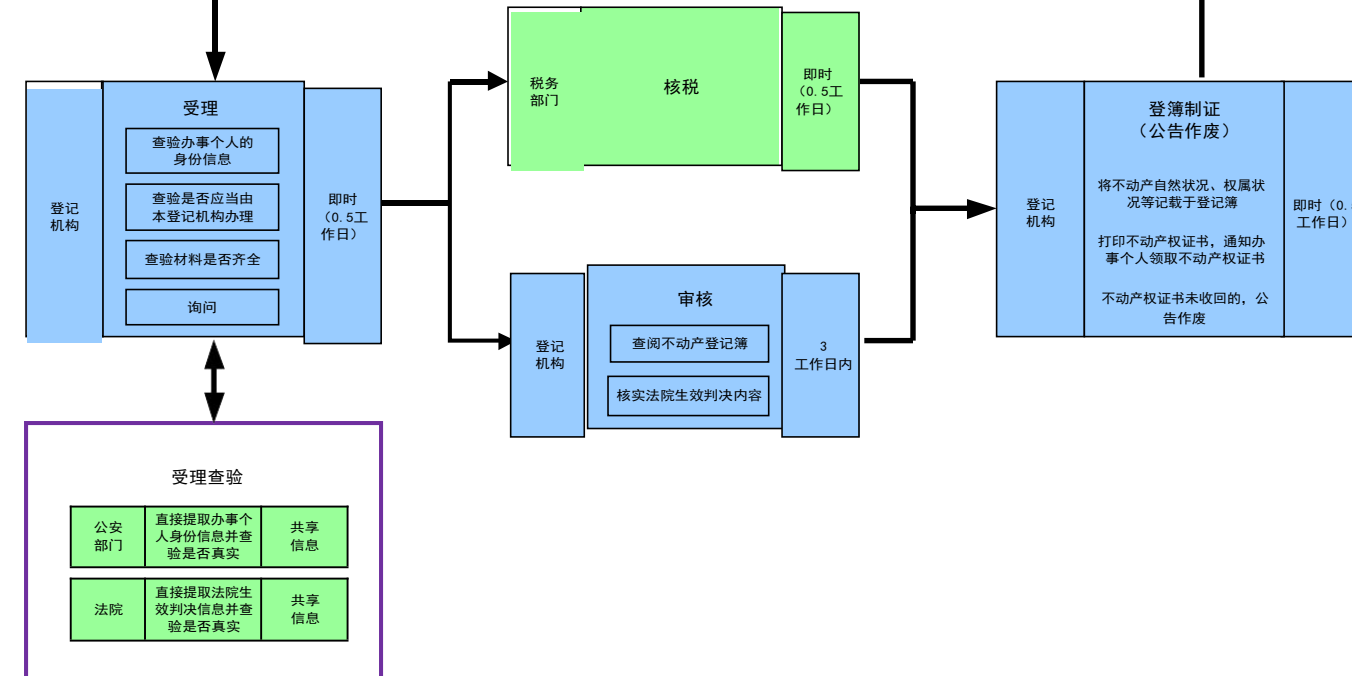 登记
机构
受理
查验办事个人的
身份信息
查验是否应当由
本登记机构办理
查验材料是否齐全
询问
即时
（0.5工
作日）
受理查验
公安
部门
直接提取办事个
人身份信息并查
验是否真实
共享
信息
法院
直接提取法院生
效判决信息并查
验是否真实
共享
信息
税务
部门
核税
即时
（0.5工
作日）
登记
机构
审核
查阅不动产登记簿
核实法院生效判决内容
3
工作日内
登记
机构
登簿制证
（公告作废）
将不动产自然状况、权属状
况等记载于登记簿
打印不动产权证书，通知办
事个人领取不动产权证书
不动产权证书未收回的，公
告作废
即时（0.
工作日）